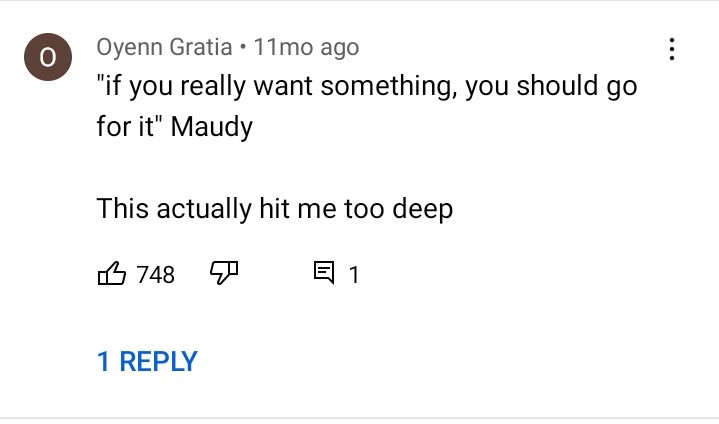 O
Oyenn Gratia • 11mo ago
"if you really want something, you should go
for it" Maudy
This actually hit me too deep
748 1
1 REPLY